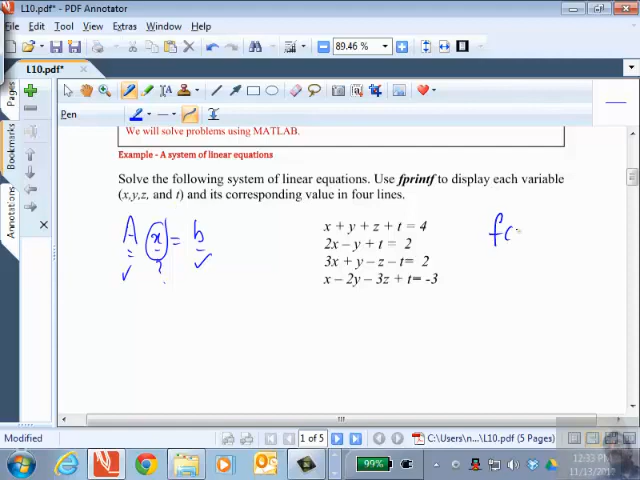 L10.pdf* - PDF Annotator
File Edit View Tool Extras Window Help
89.46 %
L10.pdf*
Pen
Pages
Bookmarks
Annotations
We will solve problems using MATLAB.
Example - A system of linear equations
Solve the following system of linear equations. Use fprintf to display each variable
(x,y,z, and t) and its corresponding value in four lines.
A x = b
?
x + y + z + t = 4
2x – y + t = 2
3x + y – z – t= 2
x – 2y – 3z + t= -3
Modified
1 of 5
C:\Users\n... \L10.pdf (5 Pages)
99%
12:33 PM